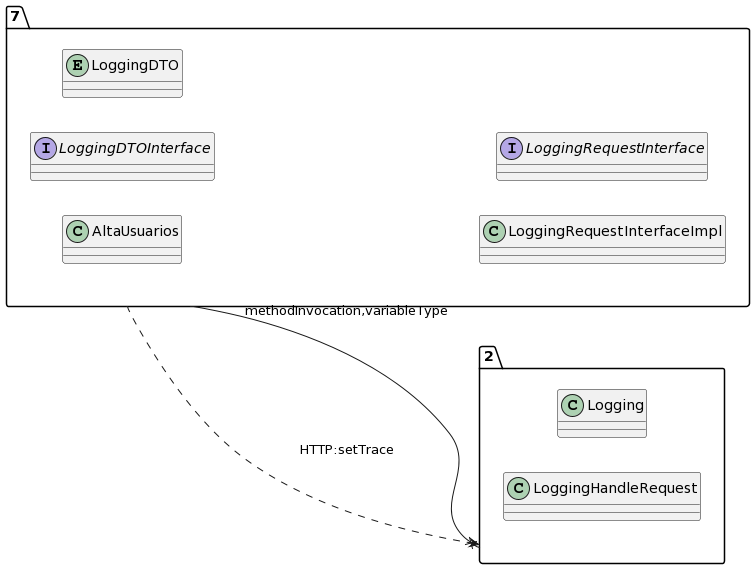 7
E LoggingDTO
I LoggingDTOInterface
I LoggingRequestInterface
C AltaUsuarios
C LoggingRequestInterfaceImpl
methodInvocation,variableType
2
C Logging
HTTP:setTrace
C LoggingHandleRequest